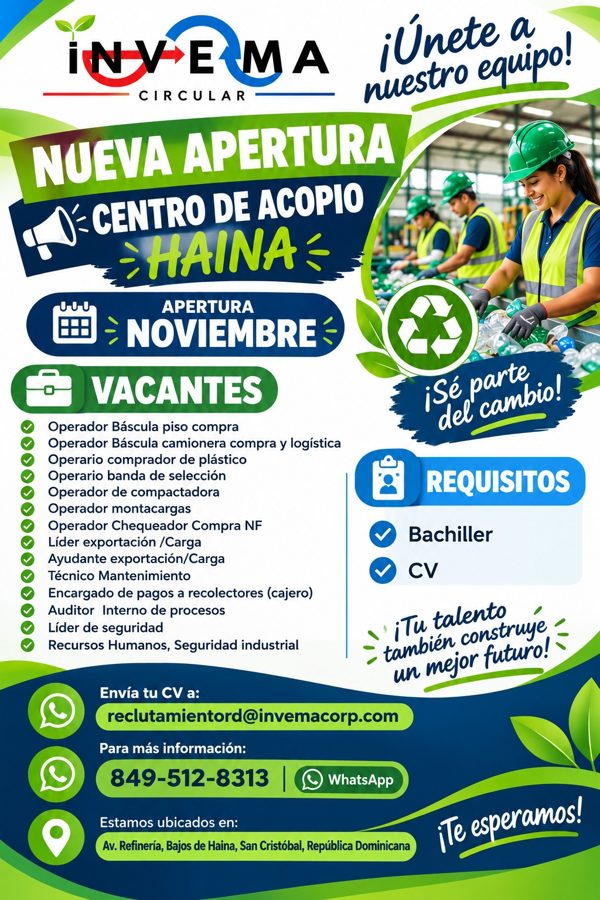 INVEMA
CIRCULAR
¡Únete a
nuestro equipo!
NUEVA APERTURA
CENTRO DE ACOPIO
HAINA
APERTURA
NOVIEMBRE
¡Sé parte
del cambio!
VACANTES
Operador Báscula piso compra
Operador Báscula camionera compra y logística
Operario comprador de plástico
Operario banda de selección
Operador de compactadora
Operador montacargas
Operador Chequeador Compra NF
Líder exportación /Carga
Ayudante exportación/Carga
Técnico Mantenimiento
Encargado de pagos a recolectores (cajero)
Auditor Interno de procesos
Líder de seguridad
Recursos Humanos, Seguridad industrial
REQUISITOS
Bachiller
CV
¡Tu talento
también construye
un mejor futuro!
Envía tu CV a:
reclutamientord@invemacorp.com
Para más información:
849-512-8313 | WhatsApp
Estamos ubicados en:
Av. Refinería, Bajos de Haina, San Cristóbal, República Dominicana
¡Te esperamos!